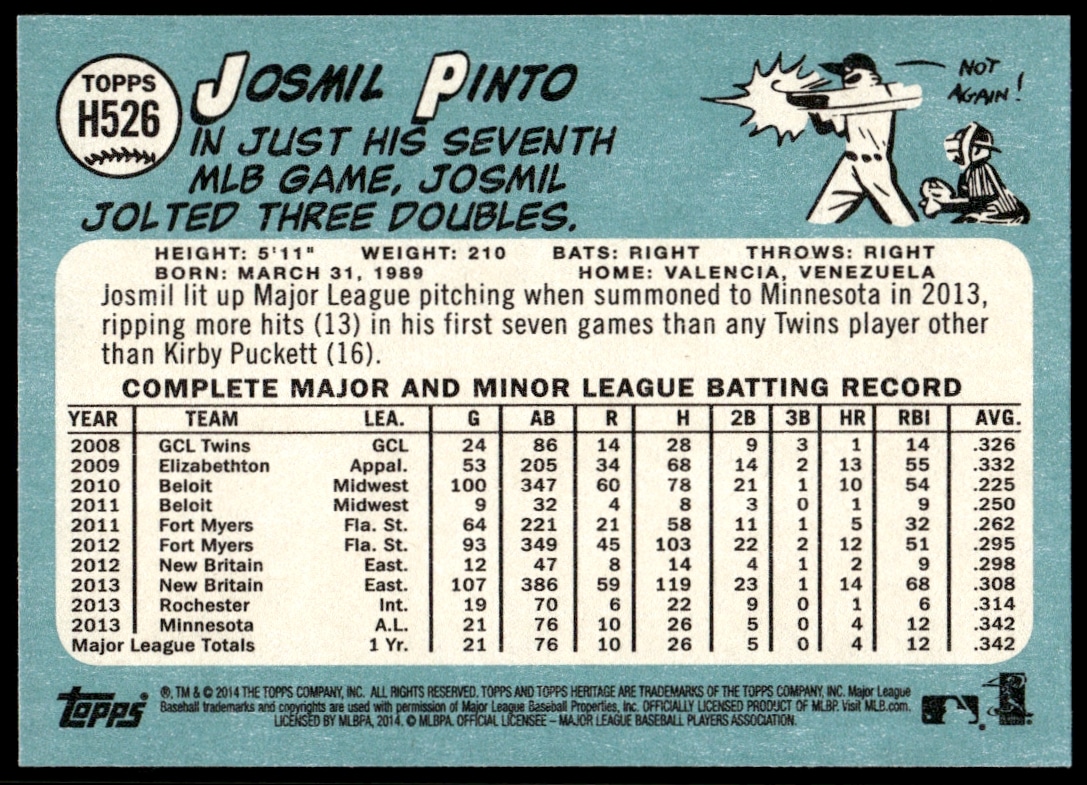 TOPPS
H526
JOSMIL PINTO
IN JUST HIS SEVENTH
MLB GAME, JOSMIL
JOLTED THREE DOUBLES.
NOT
AGAIN!
HEIGHT: 5'11" WEIGHT: 210 BATS: RIGHT THROWS: RIGHT
BORN: MARCH 31, 1989 HOME: VALENCIA, VENEZUELA
Josmil lit up Major League pitching when summoned to Minnesota in 2013,
ripping more hits (13) in his first seven games than any Twins player other
than Kirby Puckett (16).
COMPLETE MAJOR AND MINOR LEAGUE BATTING RECORD
YEAR TEAM LEA. G AB R H 2B 3B HR RBI AVG.
2008 GCL Twins GCL 24 86 14 28 9 3 1 14 .326
2009 Elizabethton Appal. 53 205 34 68 14 2 13 55 .332
2010 Beloit Midwest 100 347 60 78 21 1 10 54 .225
2011 Beloit Midwest 9 32 4 8 3 0 1 9 .250
2011 Fort Myers Fla. St. 64 221 21 58 11 1 5 32 .262
2012 Fort Myers Fla. St. 93 349 45 103 22 2 12 51 .295
2012 New Britain East. 12 47 8 14 4 1 2 9 .298
2013 New Britain East. 107 386 59 119 23 1 14 68 .308
2013 Rochester Int. 19 70 6 22 9 0 1 6 .314
2013 Minnesota A.L. 21 76 10 26 5 0 4 12 .342
Major League Totals 1 Yr. 21 76 10 26 5 0 4 12 .342
TOPPS
®, TM & © 2014 THE TOPPS COMPANY, INC. ALL RIGHTS RESERVED. TOPPS AND TOPPS HERITAGE ARE TRADEMARKS OF THE TOPPS COMPANY, INC. Major League
Baseball trademarks and copyrights are used with permission of Major League Baseball Properties, Inc. OFFICIALLY LICENSED PRODUCT OF MLBP. Visit MLB.com.
LICENSED BY MLBPA, 2014. © MLBPA. OFFICIAL LICENSEE – MAJOR LEAGUE BASEBALL PLAYERS ASSOCIATION.